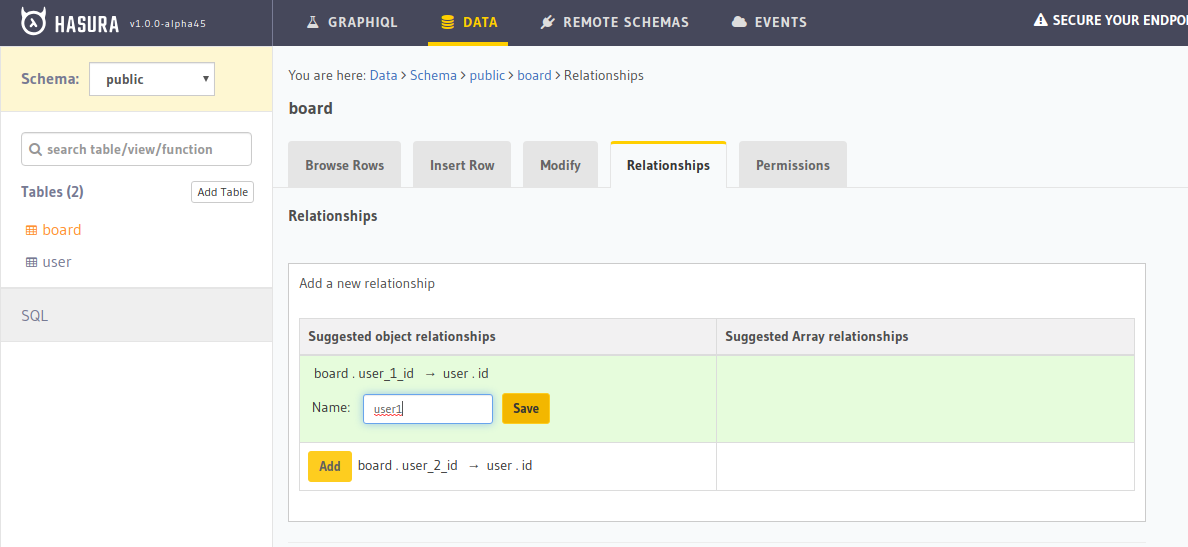 HASURA v1.0.0-alpha45 GRAPHIQL DATA REMOTE SCHEMAS EVENTS SECURE YOUR ENDPO
Schema: public
You are here: Data > Schema > public > board > Relationships
board
search table/view/function
Browse Rows Insert Row Modify Relationships Permissions
Tables (2) Add Table
Relationships
board
user
Add a new relationship
SQL
Suggested object relationships Suggested Array relationships
board . user_1_id → user . id
Name: user1 Save
Add board . user_2_id → user . id